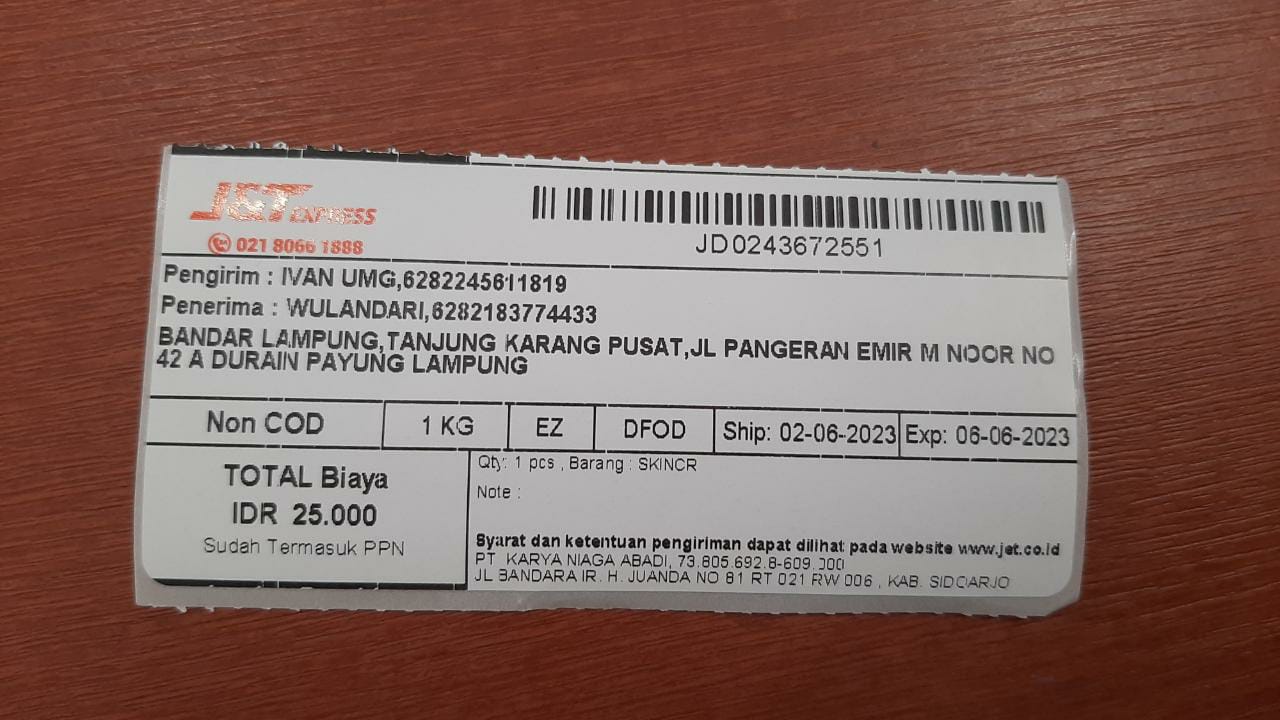 J&T EXPRESS
021 8066 1888
JD0243672551
Pengirim : IVAN UMG,6282245611819
Penerima : WULANDARI,6282183774433
BANDAR LAMPUNG,TANJUNG KARANG PUSAT,JL PANGERAN EMIR M NOOR NO
42 A DURAIN PAYUNG LAMPUNG
Non COD 1 KG EZ DFOD Ship: 02-06-2023 Exp: 06-06-2023
TOTAL Biaya
IDR 25.000
Sudah Termasuk PPN
Qty: 1 pcs , Barang : SKINCR
Note :
Syarat dan ketentuan pengiriman dapat dilihat pada website www.jet.co.id
PT. KARYA NIAGA ABADI, 73.805.692.8-609.000
JL BANDARA IR. H. JUANDA NO 81 RT 021 RW 006 , KAB. SIDOARJO